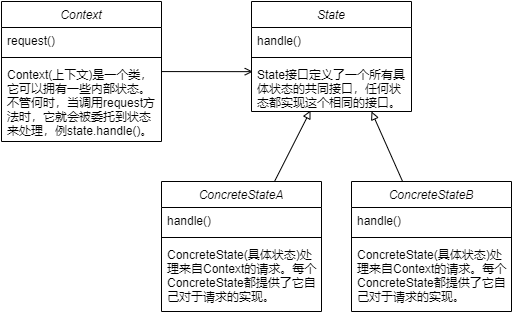 Context
request()
Context(上下文)是一个类,
它可以拥有一些内部状态。
不管何时，当调用request方
法时，它就会被委托到状态
来处理，例state.handle()。
State
handle()
State接口定义了一个所有具
体状态的共同接口，任何状
态都实现这个相同的接口。
ConcreteStateA
handle()
ConcreteState(具体状态)处
理来自Context的请求。每个
ConcreteState都提供了它自
己对于请求的实现。
ConcreteStateB
handle()
ConcreteState(具体状态)处
理来自Context的请求。每个
ConcreteState都提供了它自
己对于请求的实现。